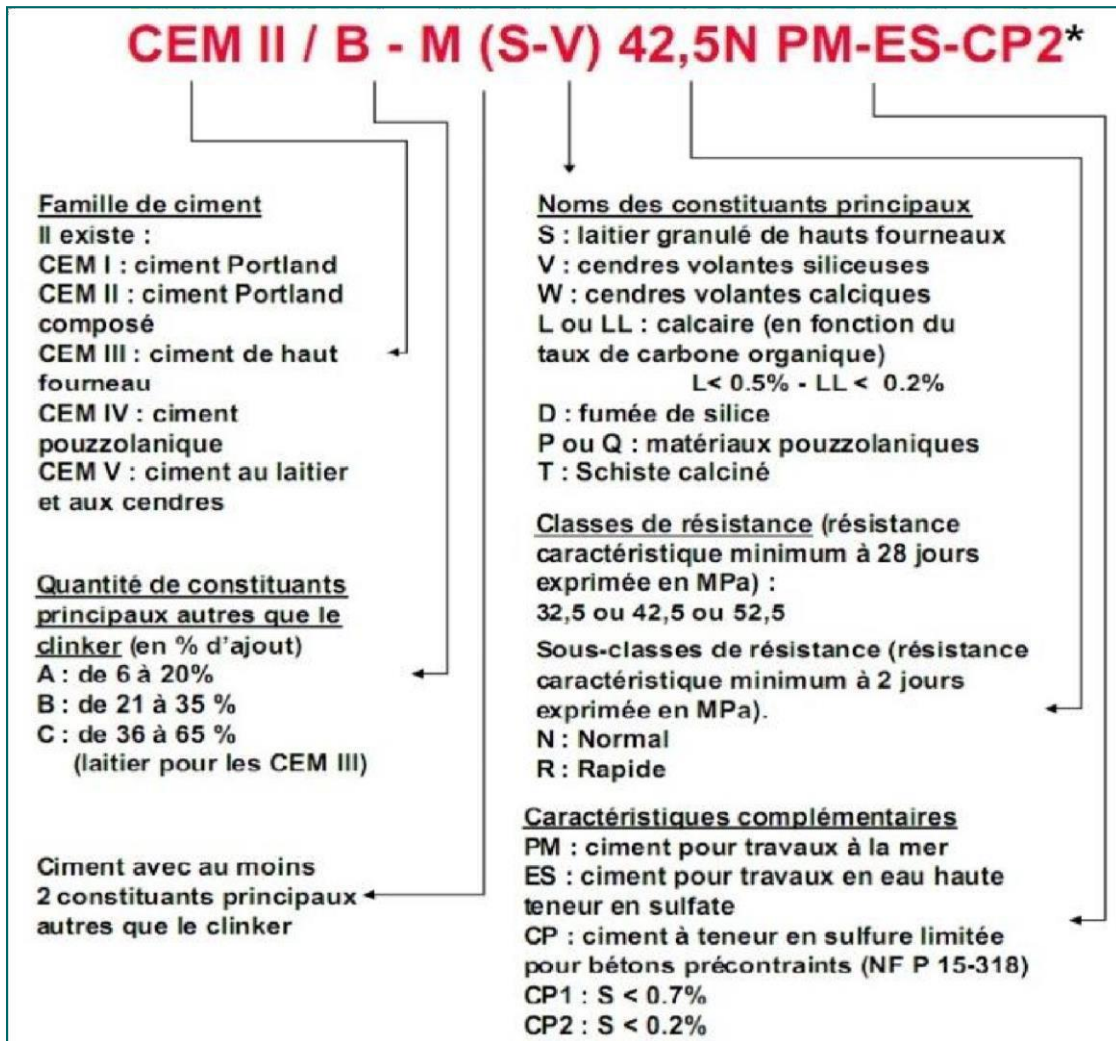 CEM II / B - M (S-V) 42,5N PM-ES-CP2*
Famille de ciment
Il existe :
CEM I : ciment Portland
CEM II : ciment Portland
composé
CEM III : ciment de haut
fourneau
CEM IV : ciment
pouzzolanique
CEM V : ciment au laitier
et aux cendres
Quantité de constituants
principaux autres que le
clinker (en % d'ajout)
A : de 6 à 20%
B : de 21 à 35 %
C : de 36 à 65 %
(laitier pour les CEM III)
Ciment avec au moins
2 constituants principaux
autres que le clinker
Noms des constituants principaux
S : laitier granulé de hauts fourneaux
V : cendres volantes siliceuses
W : cendres volantes calciques
L ou LL : calcaire (en fonction du
taux de carbone organique)
L< 0.5% - LL < 0.2%
D : fumée de silice
P ou Q : matériaux pouzzolaniques
T : Schiste calciné
Classes de résistance (résistance
caractéristique minimum à 28 jours
exprimée en MPa) :
32,5 ou 42,5 ou 52,5
Sous-classes de résistance (résistance
caractéristique minimum à 2 jours
exprimée en MPa).
N : Normal
R : Rapide
Caractéristiques complémentaires
PM : ciment pour travaux à la mer
ES : ciment pour travaux en eau haute
teneur en sulfate
CP : ciment à teneur en sulfure limitée
pour bétons précontraints (NF P 15-318)
CP1 : S < 0.7%
CP2 : S < 0.2%